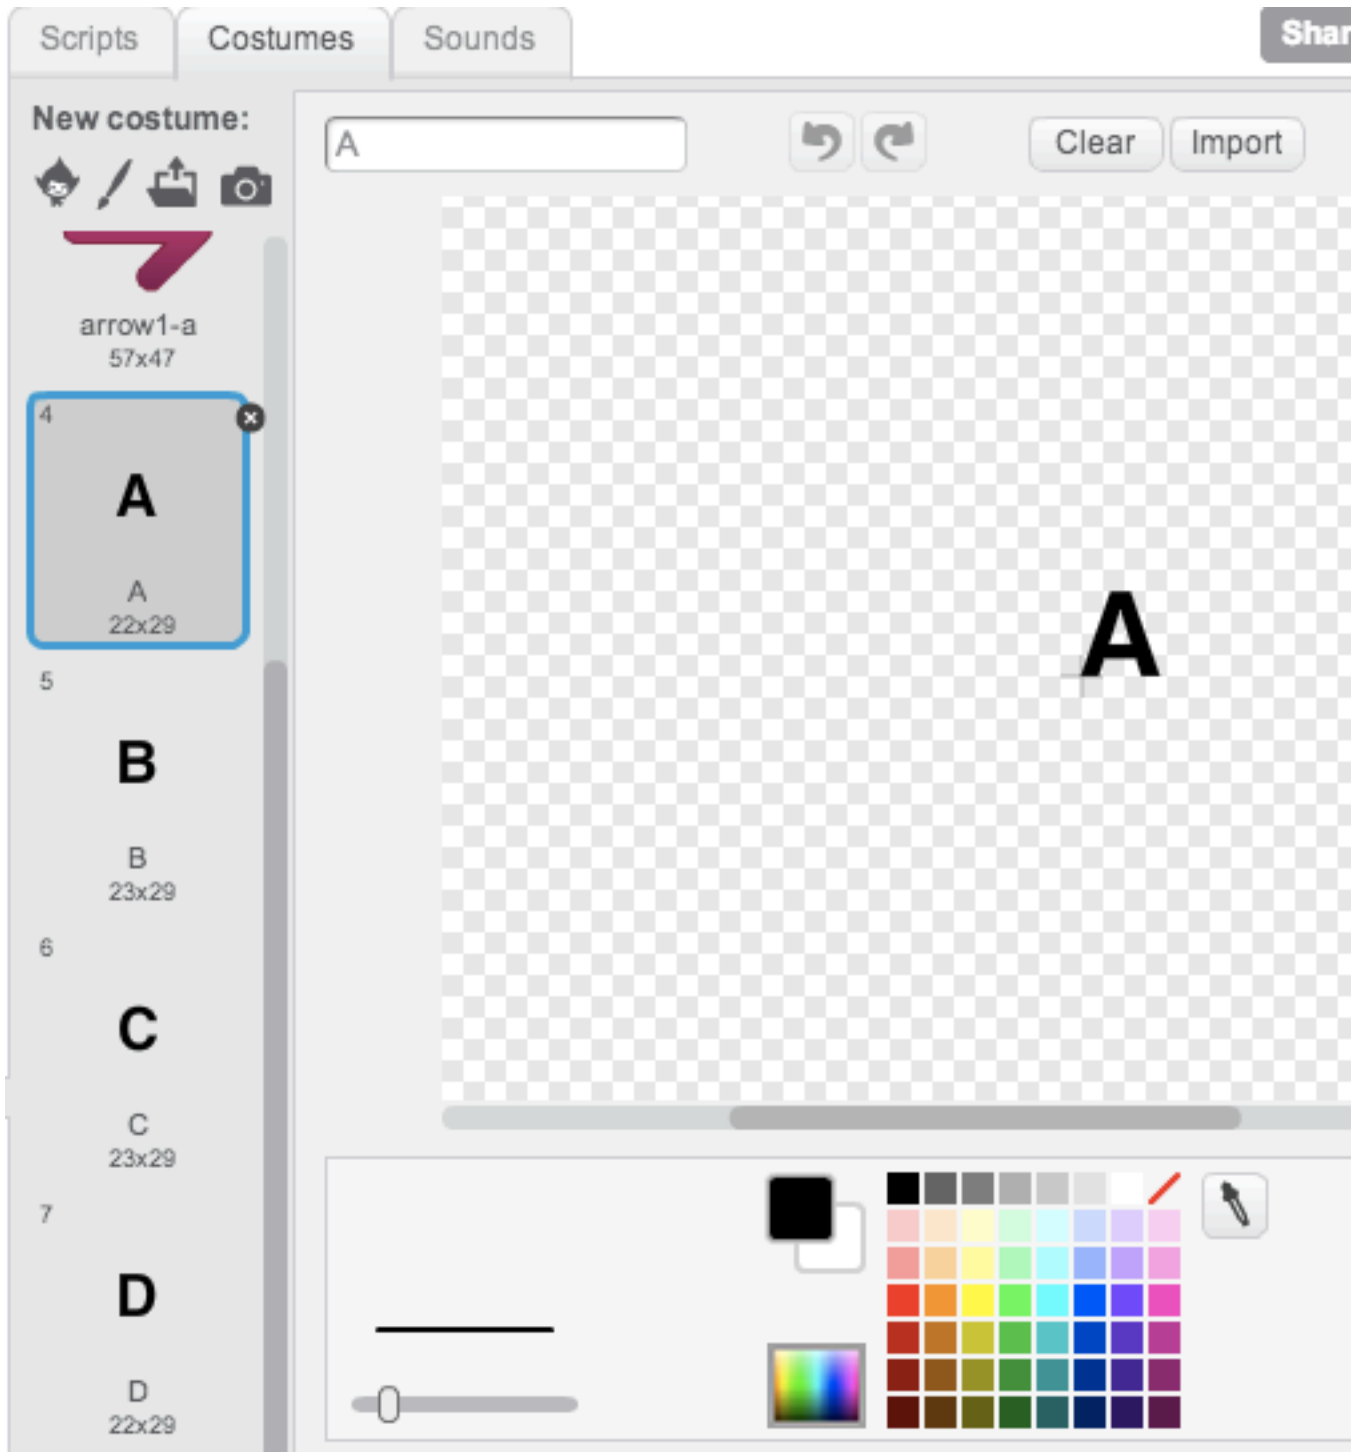 Scripts
Costumes
Sounds
Shar
New costume:
A
Clear
Import
arrow1-a
57x47
4
A
A
22x29
5
B
B
23x29
6
C
C
23x29
7
D
D
22x29
A